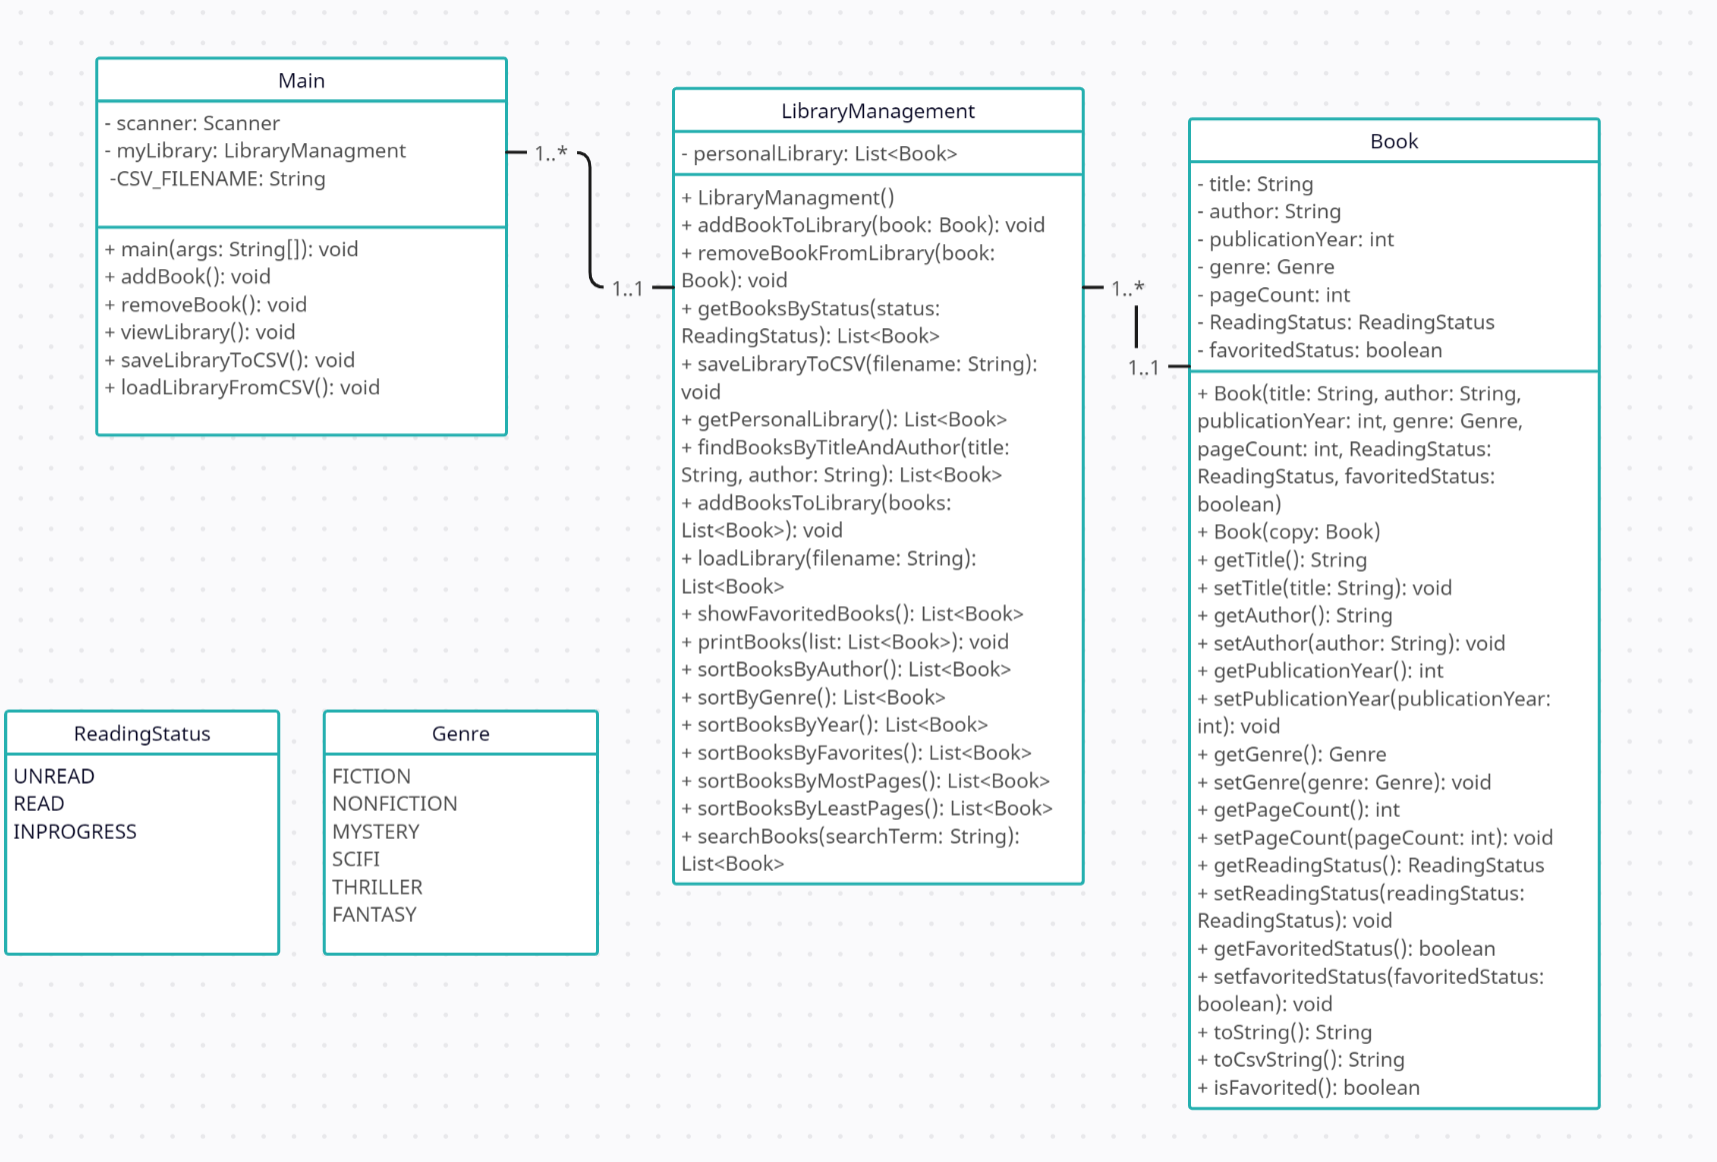 Main
- scanner: Scanner
- myLibrary: LibraryManagment
-CSV_FILENAME: String
+ main(args: String[]): void
+ addBook(): void
+ removeBook(): void
+ viewLibrary(): void
+ saveLibraryToCSV(): void
+ loadLibraryFromCSV(): void
1..*
1..1
LibraryManagement
- personalLibrary: List<Book>
+ LibraryManagment()
+ addBookToLibrary(book: Book): void
+ removeBookFromLibrary(book:
Book): void
+ getBooksByStatus(status:
ReadingStatus): List<Book>
+ saveLibraryToCSV(filename: String):
void
+ getPersonalLibrary(): List<Book>
+ findBooksByTitleAndAuthor(title:
String, author: String): List<Book>
+ addBooksToLibrary(books:
List<Book>): void
+ loadLibrary(filename: String):
List<Book>
+ showFavoritedBooks(): List<Book>
+ printBooks(list: List<Book>): void
+ sortBooksByAuthor(): List<Book>
+ sortByGenre(): List<Book>
+ sortBooksByYear(): List<Book>
+ sortBooksByFavorites(): List<Book>
+ sortBooksByMostPages(): List<Book>
+ sortBooksByLeastPages(): List<Book>
+ searchBooks(searchTerm: String):
List<Book>
1..*
1..1
Book
- title: String
- author: String
- publicationYear: int
- genre: Genre
- pageCount: int
- ReadingStatus: ReadingStatus
- favoritedStatus: boolean
+ Book(title: String, author: String,
publicationYear: int, genre: Genre,
pageCount: int, ReadingStatus:
ReadingStatus, favoritedStatus:
boolean)
+ Book(copy: Book)
+ getTitle(): String
+ setTitle(title: String): void
+ getAuthor(): String
+ setAuthor(author: String): void
+ getPublicationYear(): int
+ setPublicationYear(publicationYear:
int): void
+ getGenre(): Genre
+ setGenre(genre: Genre): void
+ getPageCount(): int
+ setPageCount(pageCount: int): void
+ getReadingStatus(): ReadingStatus
+ setReadingStatus(readingStatus:
ReadingStatus): void
+ getFavoritedStatus(): boolean
+ setfavoritedStatus(favoritedStatus:
boolean): void
+ toString(): String
+ toCsvString(): String
+ isFavorited(): boolean
ReadingStatus
UNREAD
READ
INPROGRESS
Genre
FICTION
NONFICTION
MYSTERY
SCIFI
THRILLER
FANTASY